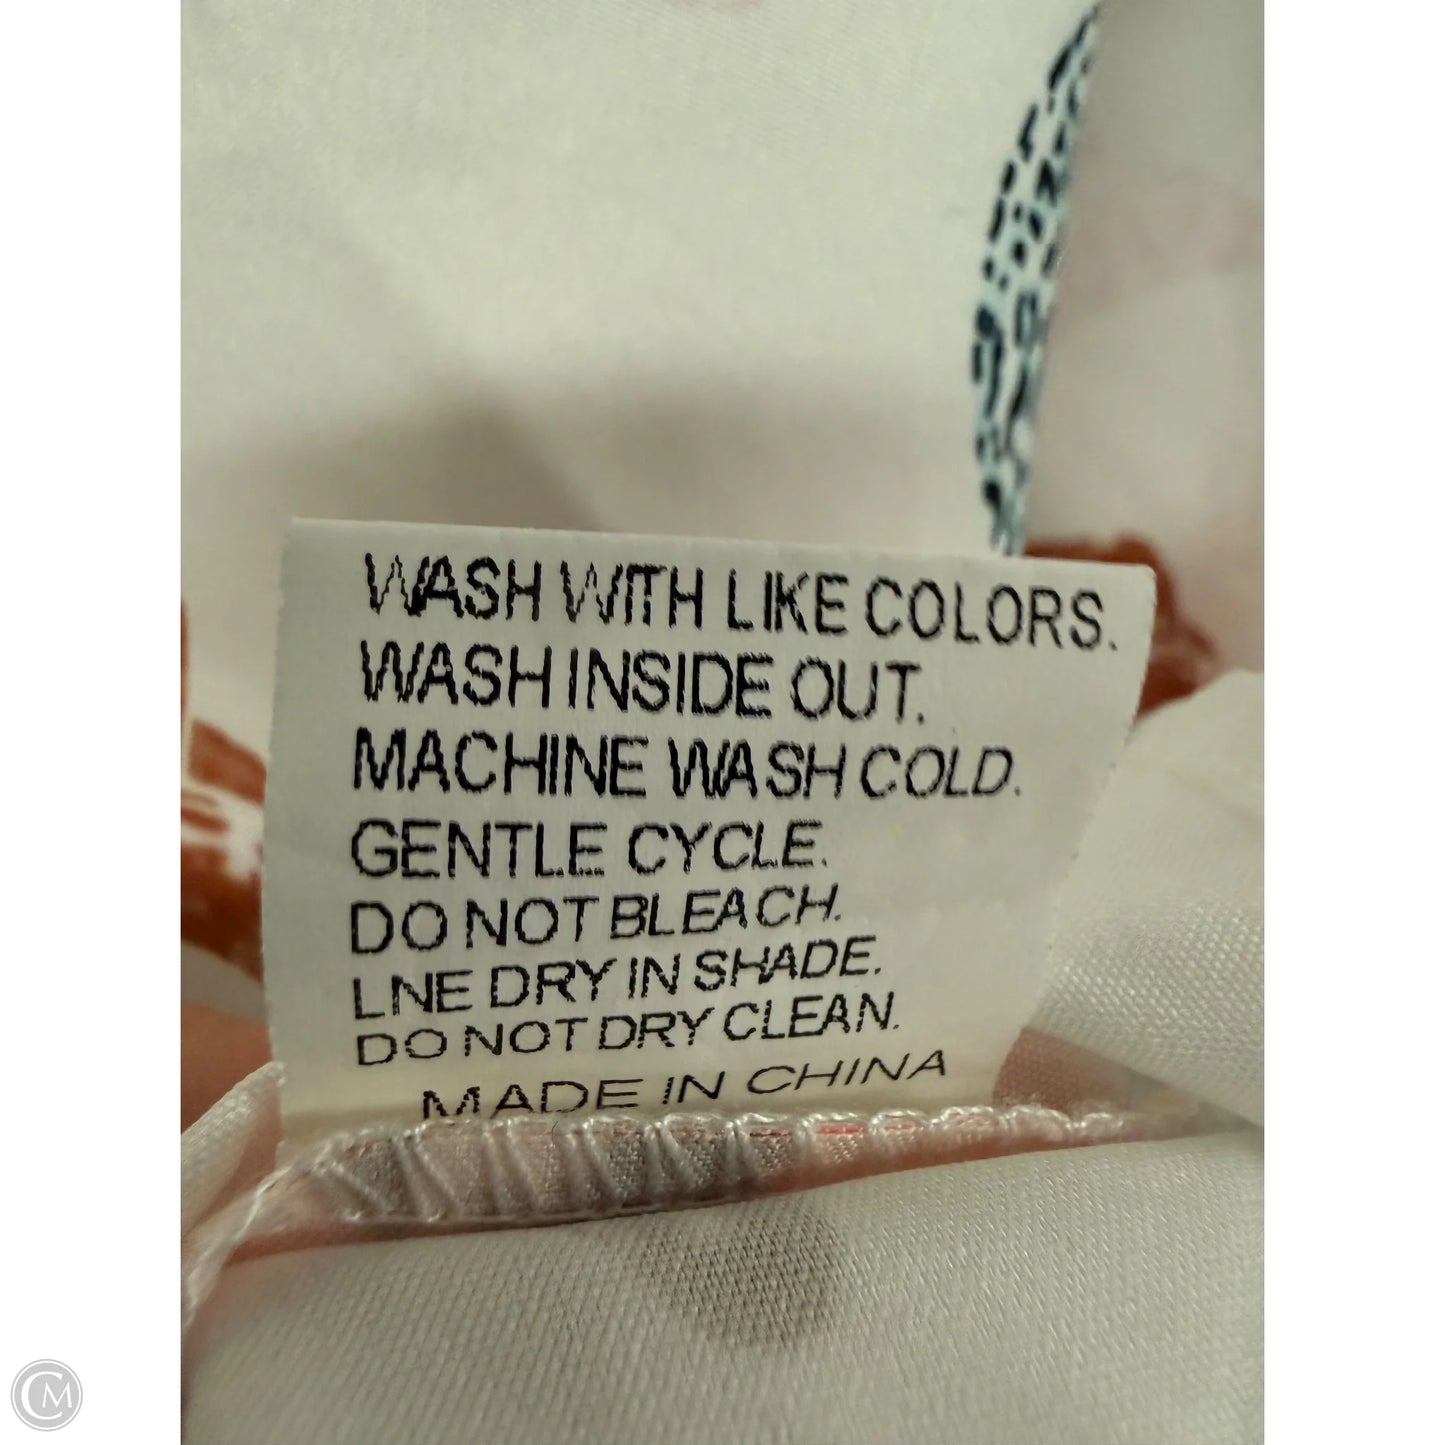 WASH WITH LIKE COLORS.
WASH INSIDE OUT.
MACHINE WASH COLD.
GENTLE CYCLE.
DO NOT BLEACH.
LNE DRY IN SHADE.
DO NOT DRY CLEAN.
MADE IN CHINA
CM